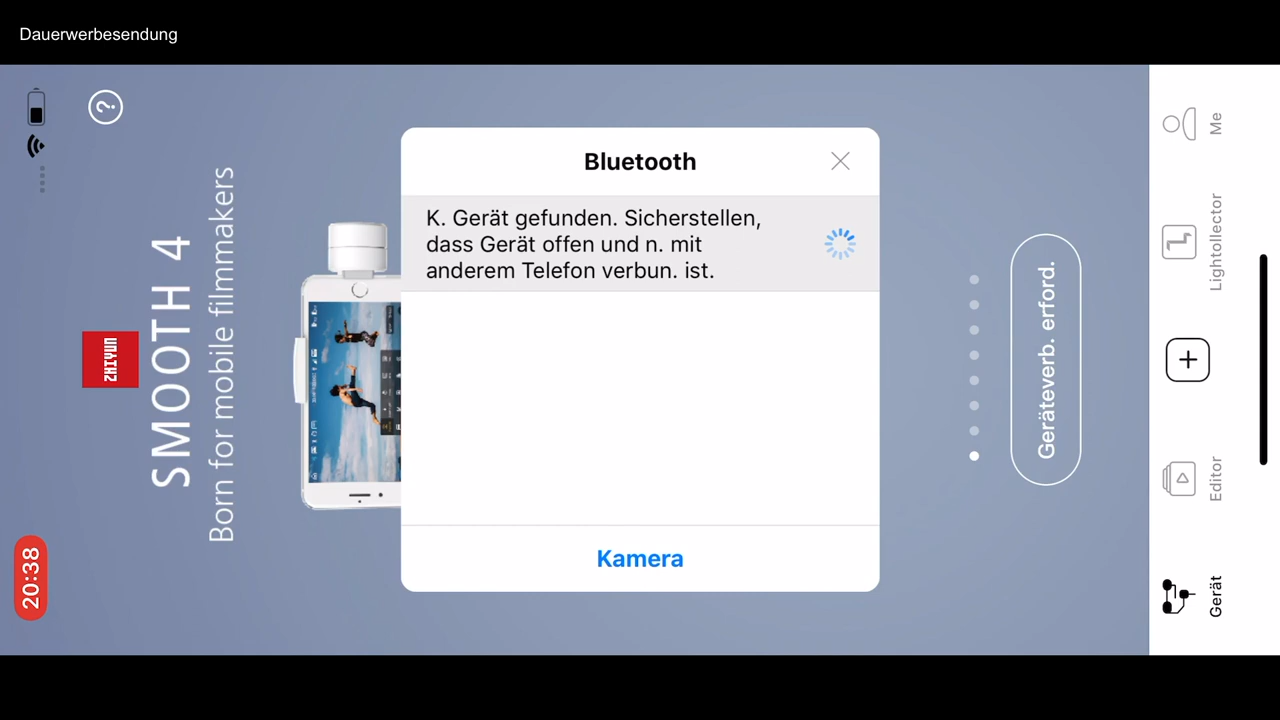 Dauerwerbesendung
20:38
ZHIYUN
SMOOTH 4
Born for mobile filmmakers
Bluetooth
K. Gerät gefunden. Sicherstellen,
dass Gerät offen und n. mit
anderem Telefon verbun. ist.
Kamera
Geräteverb. erford.
Gerät
Editor
Lightollector
Me